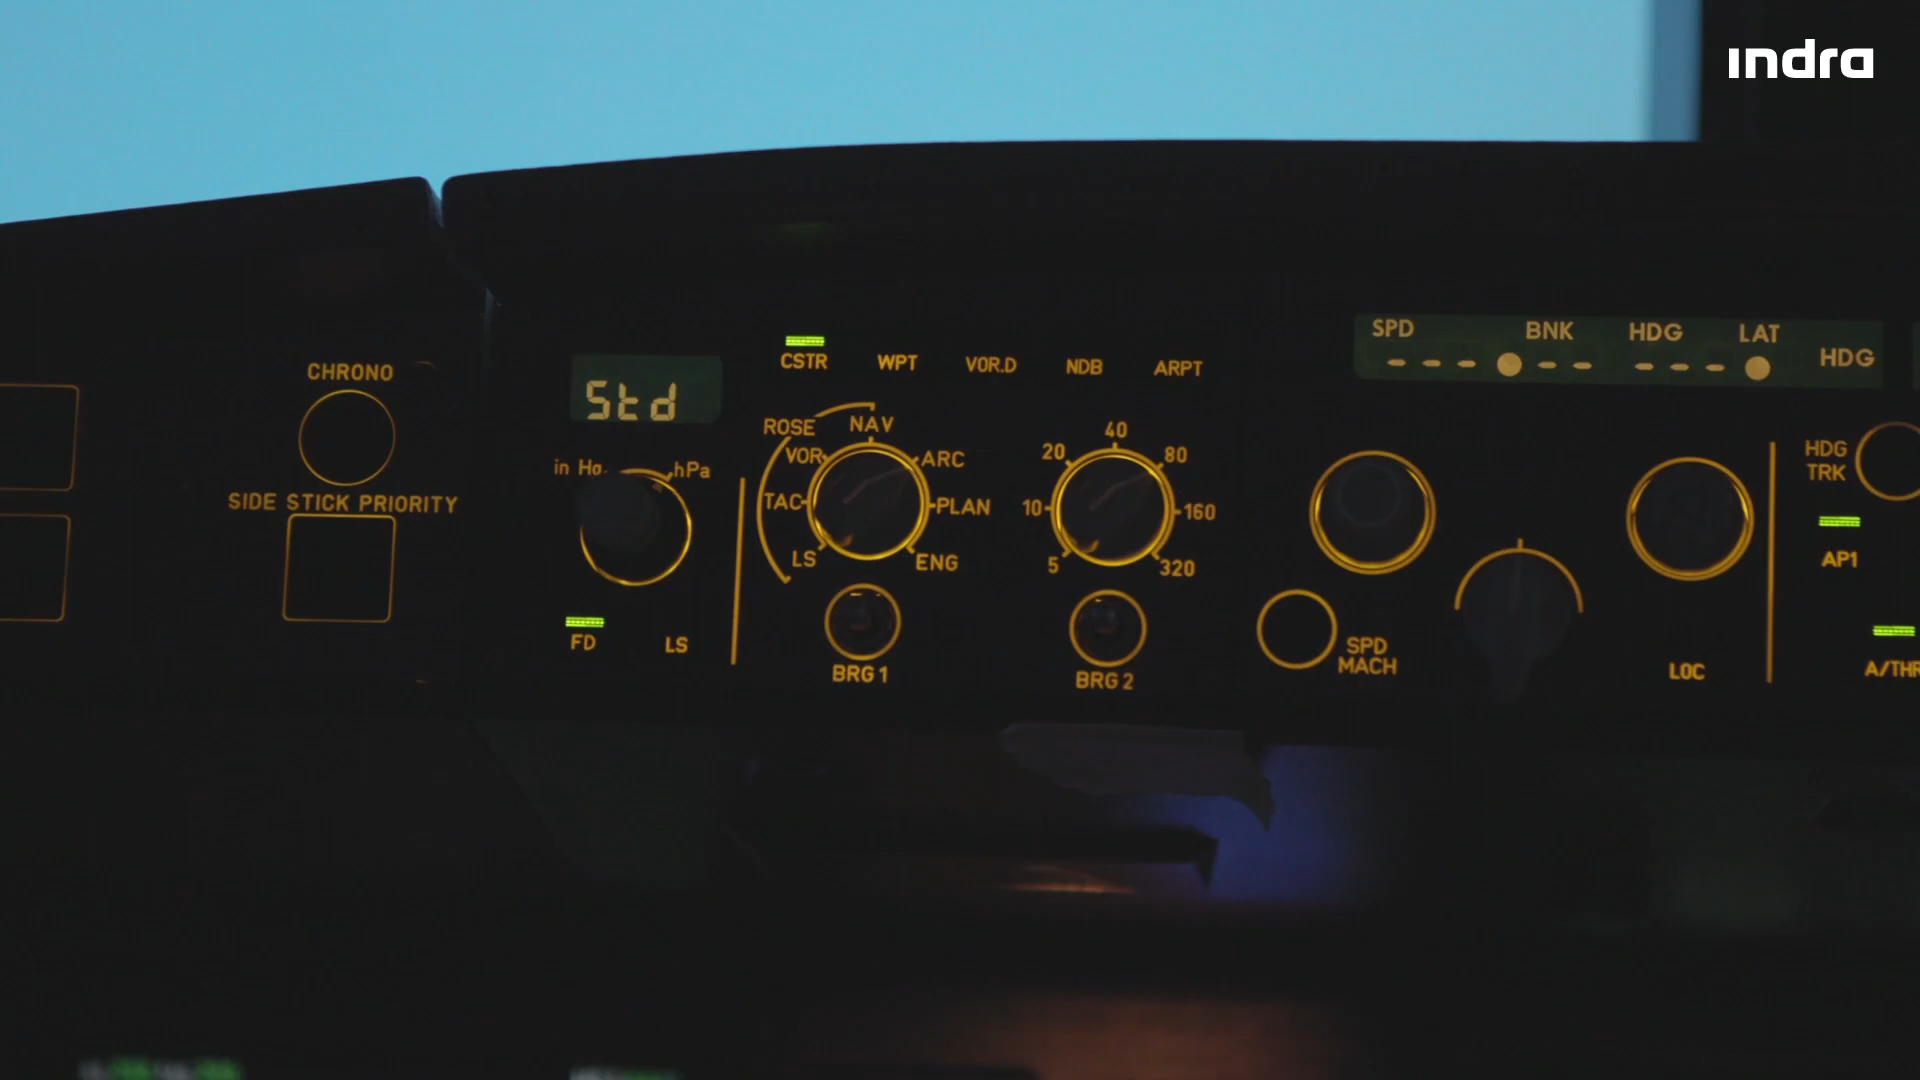 indra
SPD BNK HDG LAT
HDG
CSTR WPT VOR.D NDB ARPT
CHRONO
Std
ROSE NAV
VOR ARC
TAC PLAN
LS ENG
40
20 80
10 160
5 320
in Hg hPa
SIDE STICK PRIORITY
HDG
TRK
AP1
FD LS
BRG 1
BRG 2
SPD
MACH
LOC
A/THR